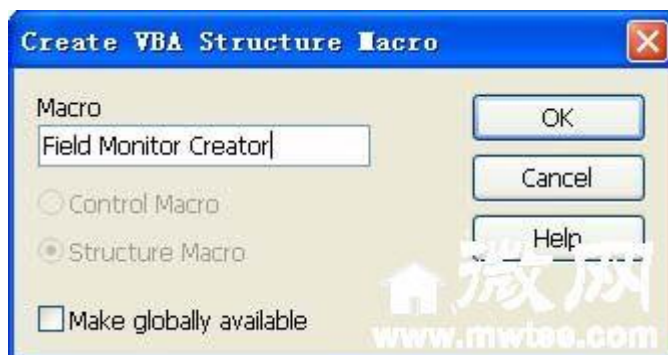 Create VBA Structure Macro
Macro
Field Monitor Creator
Control Macro
Structure Macro
Make globally available
OK
Cancel
Help
微网
www.mwtee.com